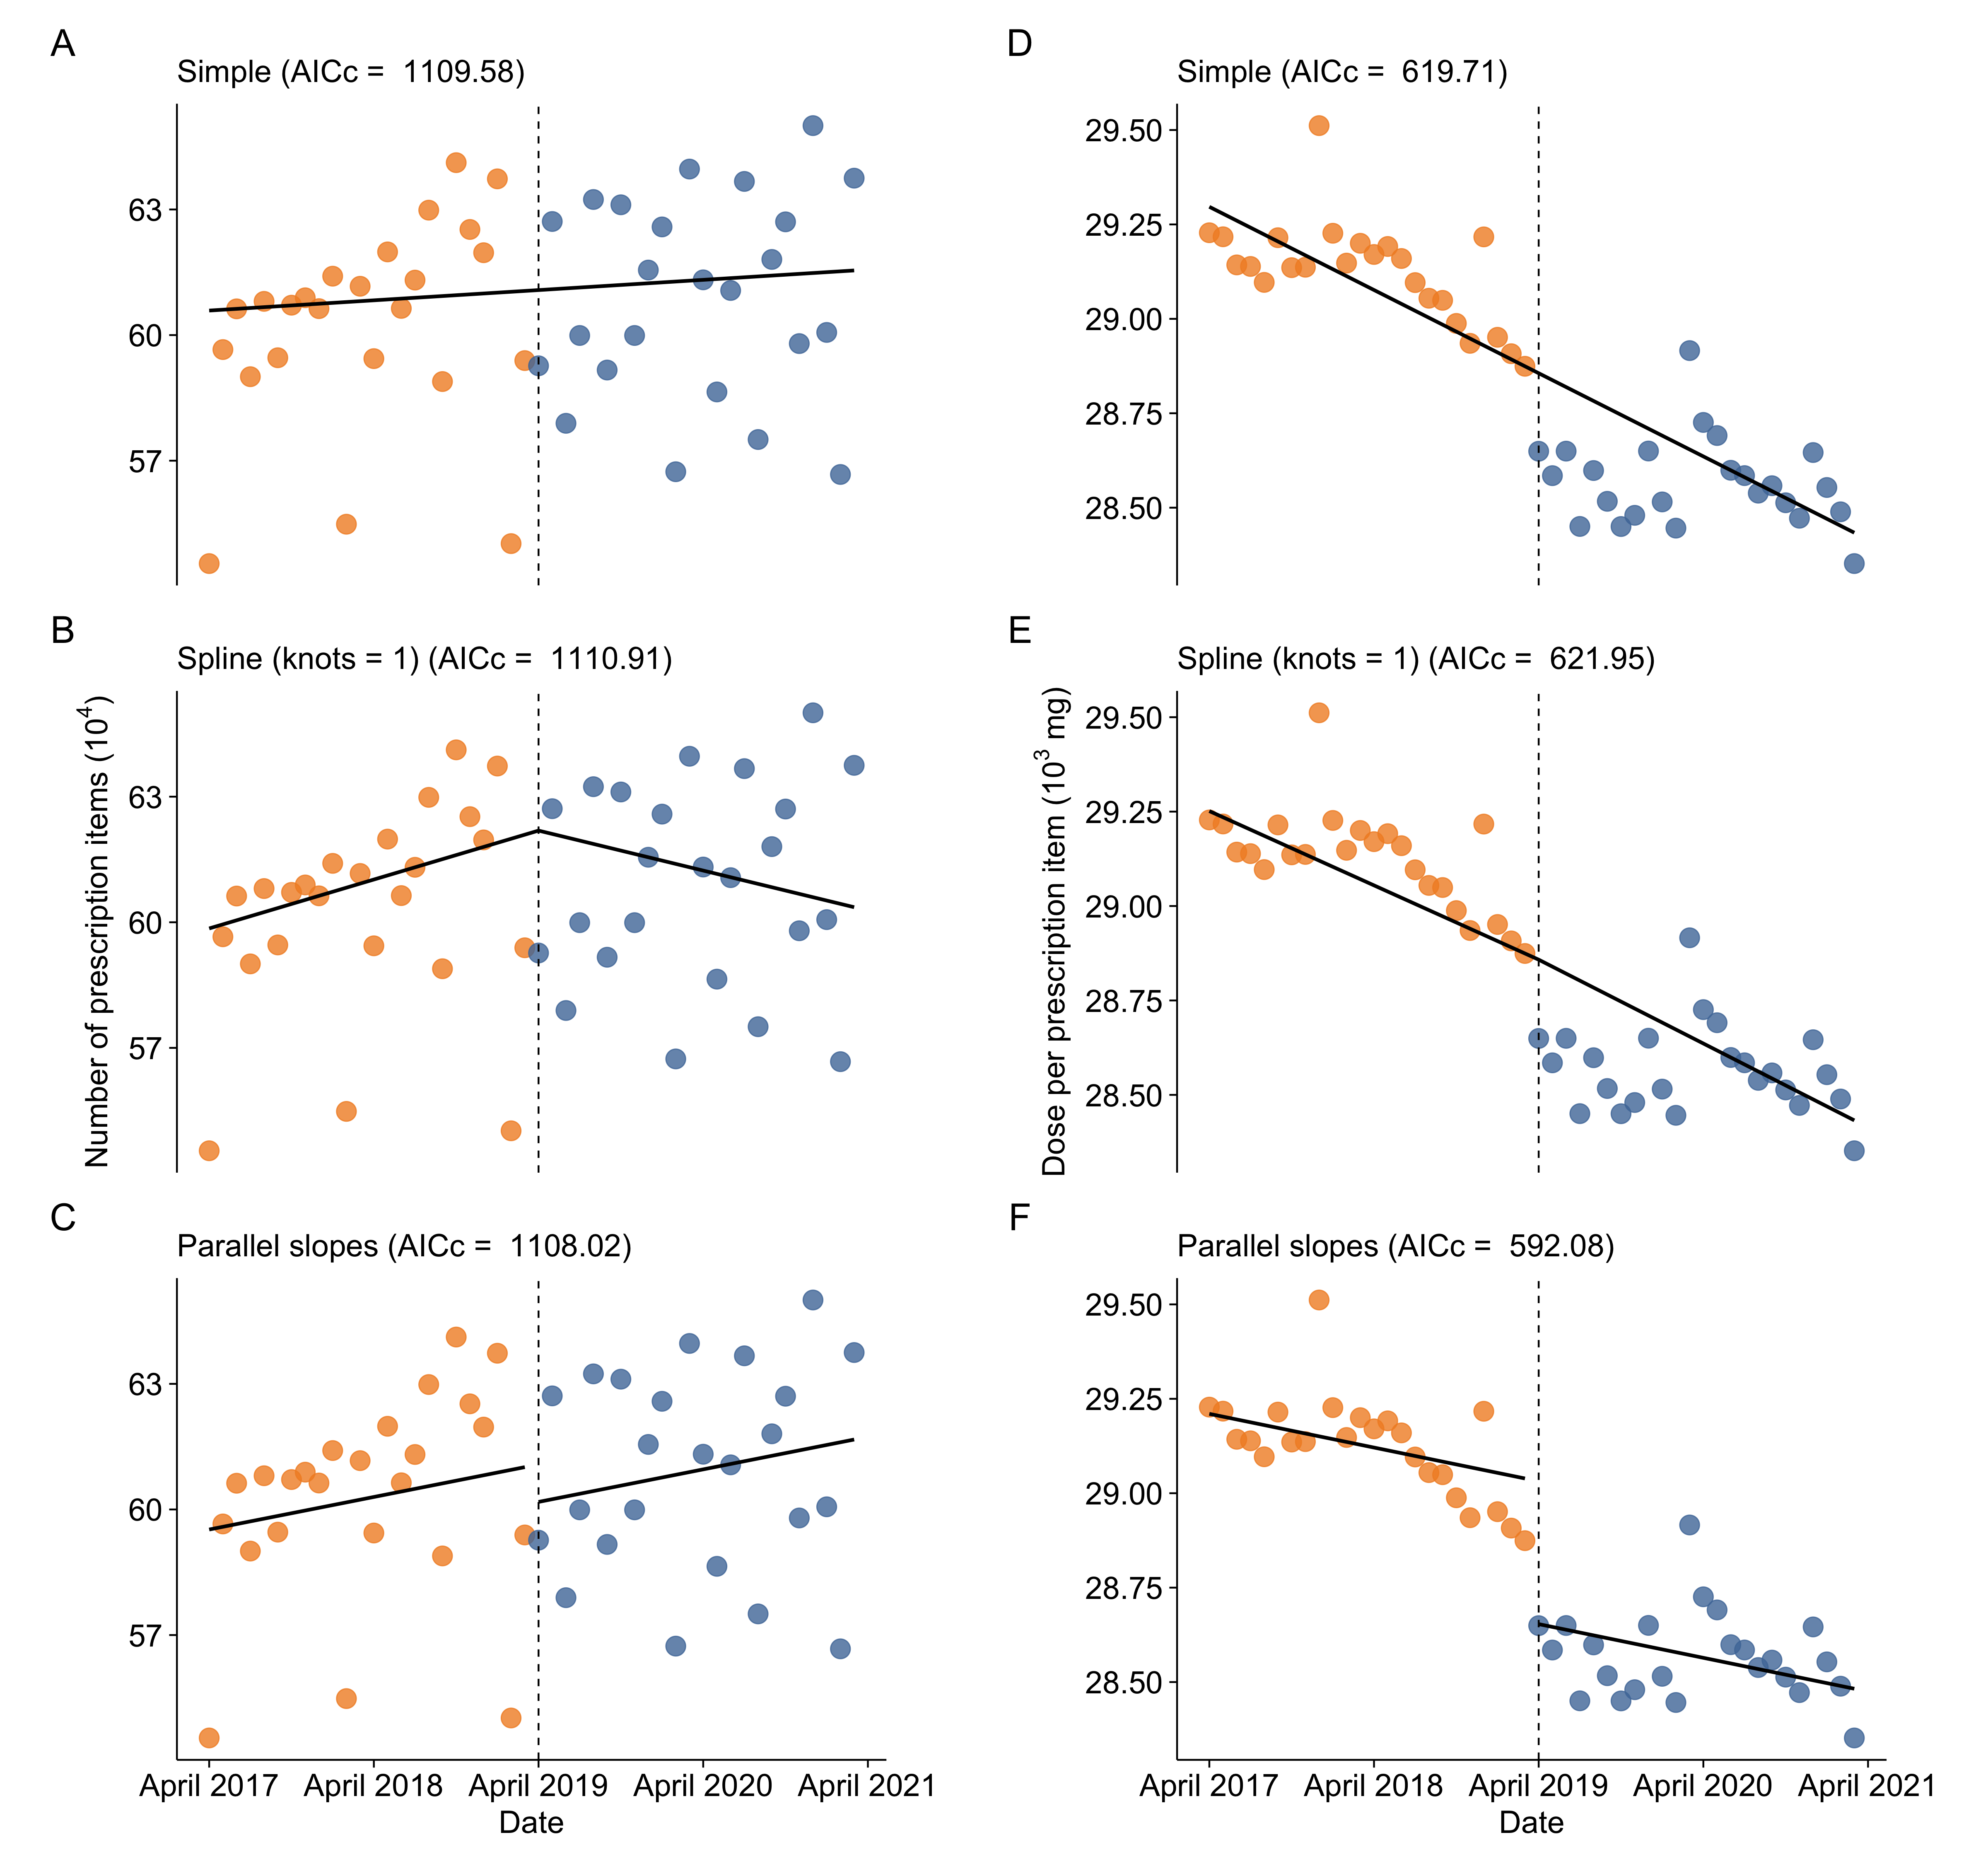 A
Simple (AICc =  1109.58)
63
60
57
B
Spline (knots = 1) (AICc =  1110.91)
Number of prescription items (10⁴)
63
60
57
C
Parallel slopes (AICc =  1108.02)
63
60
57
April 2017 April 2018 April 2019 April 2020 April 2021
Date
D
Simple (AICc =  619.71)
29.50
29.25
29.00
28.75
28.50
E
Spline (knots = 1) (AICc =  621.95)
Dose per prescription item (10³ mg)
29.50
29.25
29.00
28.75
28.50
F
Parallel slopes (AICc =  592.08)
29.50
29.25
29.00
28.75
28.50
April 2017 April 2018 April 2019 April 2020 April 2021
Date